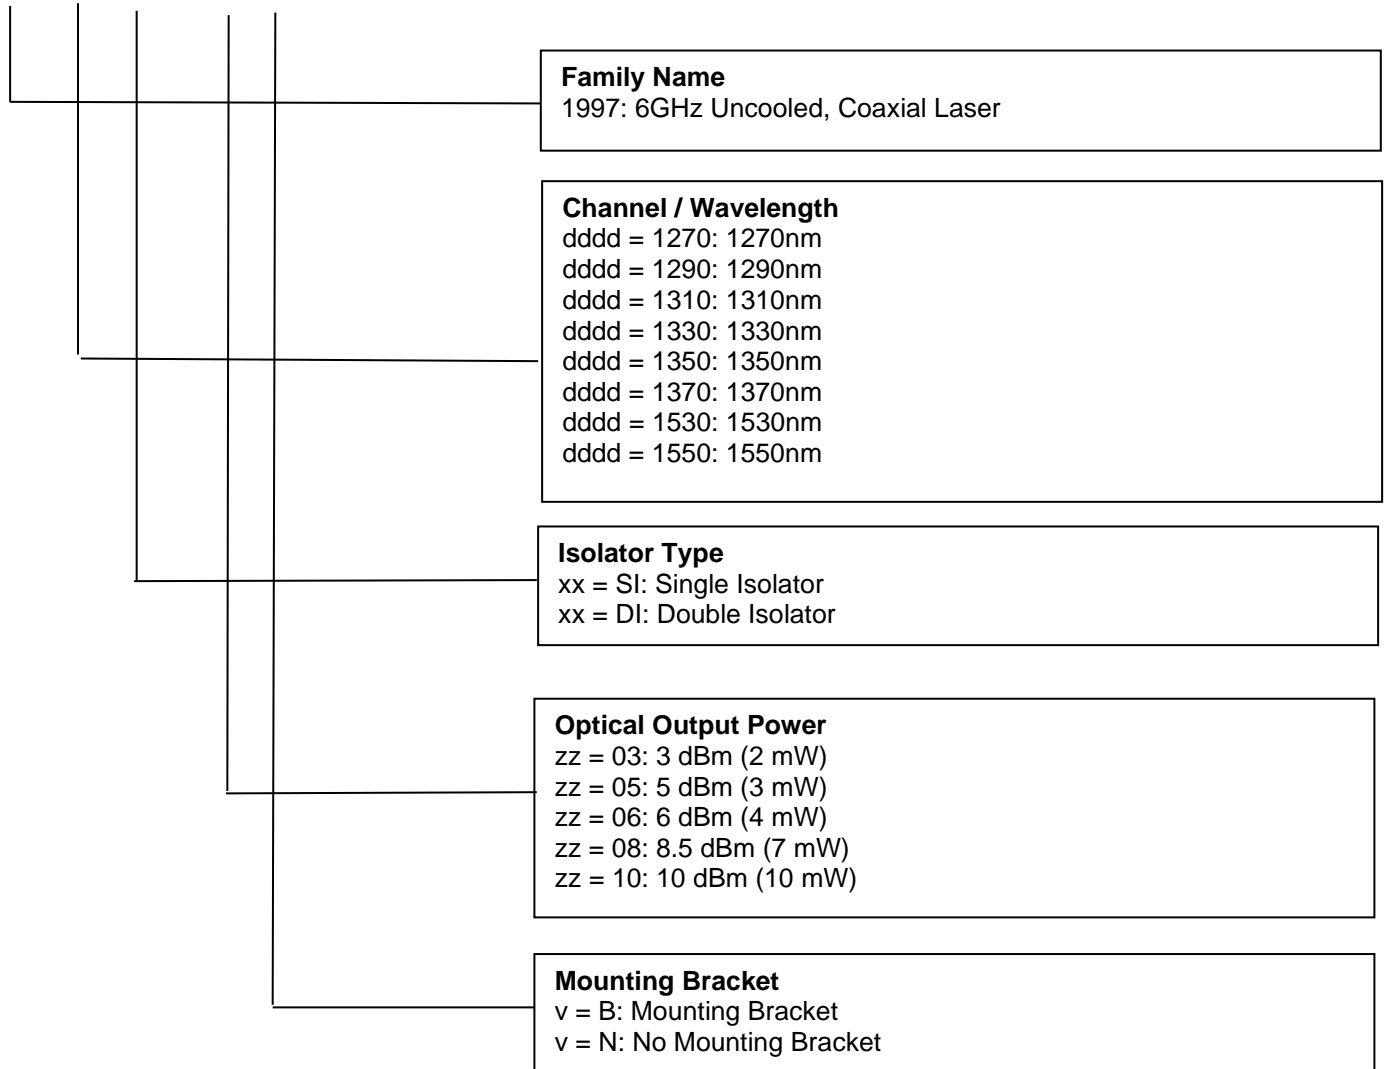 Family Name
1997: 6GHz Uncooled, Coaxial Laser
Channel / Wavelength
dddd = 1270: 1270nm
dddd = 1290: 1290nm
dddd = 1310: 1310nm
dddd = 1330: 1330nm
dddd = 1350: 1350nm
dddd = 1370: 1370nm
dddd = 1530: 1530nm
dddd = 1550: 1550nm
Isolator Type
xx = SI: Single Isolator
xx = DI: Double Isolator
Optical Output Power
zz = 03: 3 dBm (2 mW)
zz = 05: 5 dBm (3 mW)
zz = 06: 6 dBm (4 mW)
zz = 08: 8.5 dBm (7 mW)
zz = 10: 10 dBm (10 mW)
Mounting Bracket
v = B: Mounting Bracket
v = N: No Mounting Bracket